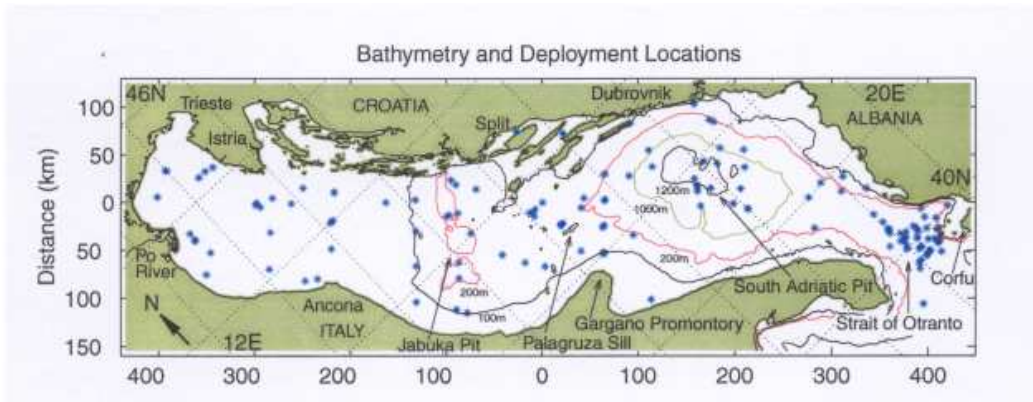 Bathymetry and Deployment Locations
46N
Trieste
CROATIA
Dubrovnik
20E
Istria
Split
ALBANIA
1200m
1000m
40N
Po
River
200m
N
Ancona
ITALY
12E
200m
100m
South Adriatic Pit
Corfu
Jabuka Pit
Palagruza Sill
Gargano Promontory
Strait of Otranto
Distance (km)
100
50
0
50
100
150
400 300 200 100 0 100 200 300 400